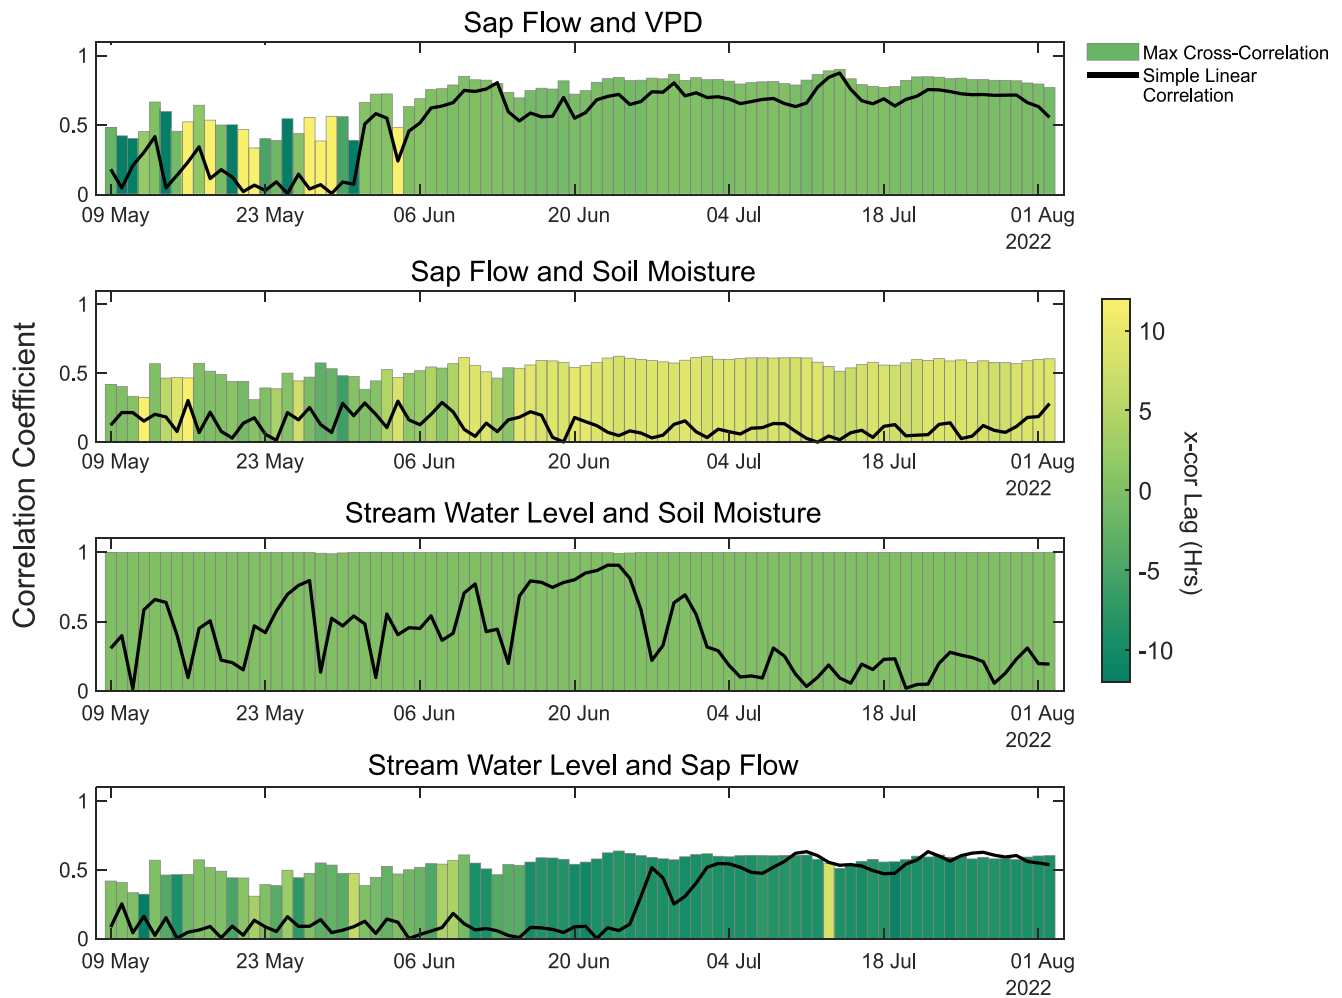 Sap Flow and VPD
1
0.5
0
09 May 23 May 06 Jun 20 Jun 04 Jul 18 Jul 01 Aug
2022
Max Cross-Correlation
Simple Linear
Correlation
Sap Flow and Soil Moisture
1
0.5
0
09 May 23 May 06 Jun 20 Jun 04 Jul 18 Jul 01 Aug
2022
Correlation Coefficient
Stream Water Level and Soil Moisture
1
0.5
0
09 May 23 May 06 Jun 20 Jun 04 Jul 18 Jul 01 Aug
2022
Stream Water Level and Sap Flow
1
0.5
0
09 May 23 May 06 Jun 20 Jun 04 Jul 18 Jul 01 Aug
2022
10
5
0
-5
-10
x-cor Lag (Hrs)